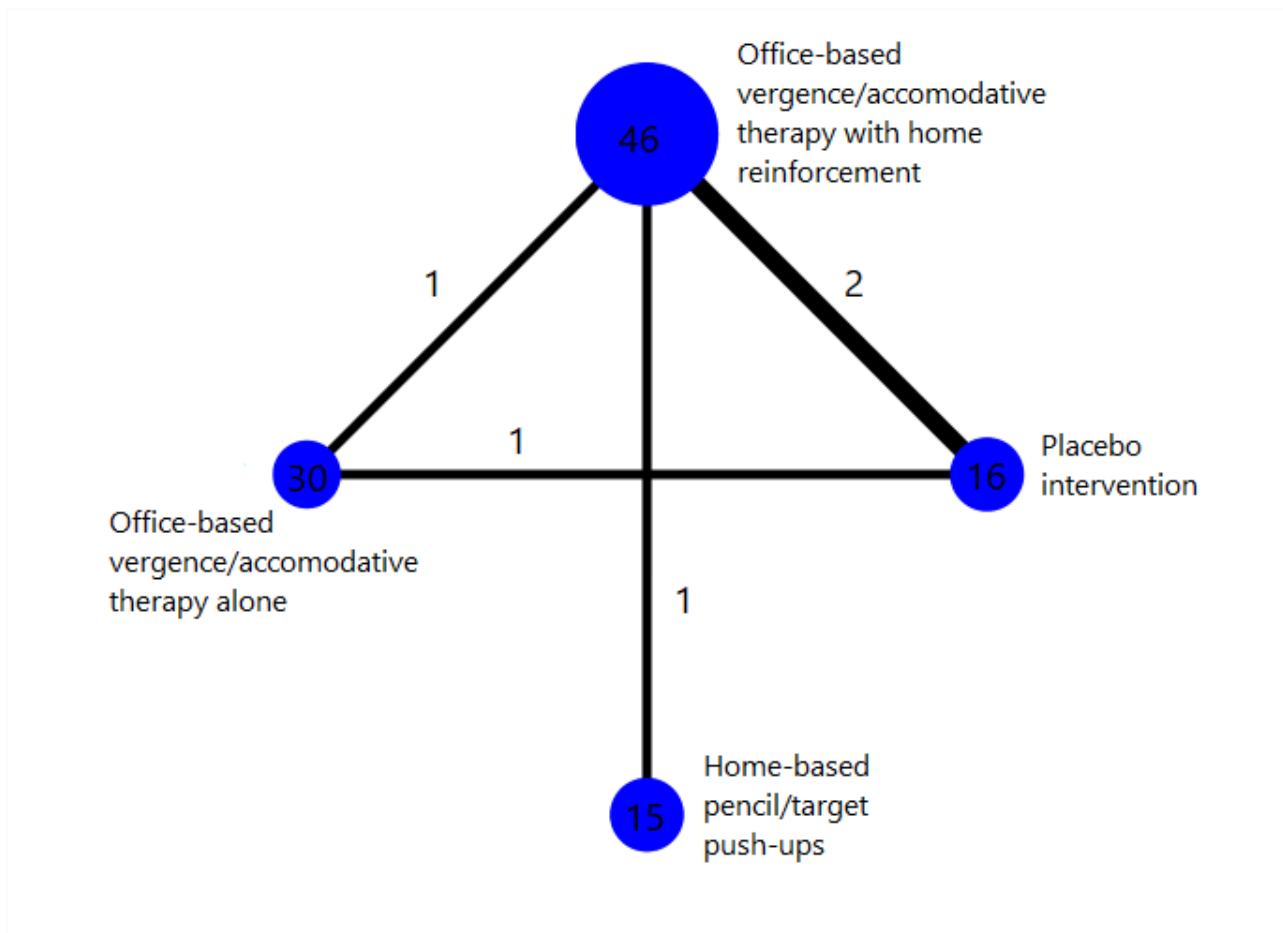 Office-based
vergence/accomodative
therapy with home
reinforcement
46
1
2
1
30
16
Placebo
intervention
Office-based
vergence/accomodative
therapy alone
1
15
Home-based
pencil/target
push-ups